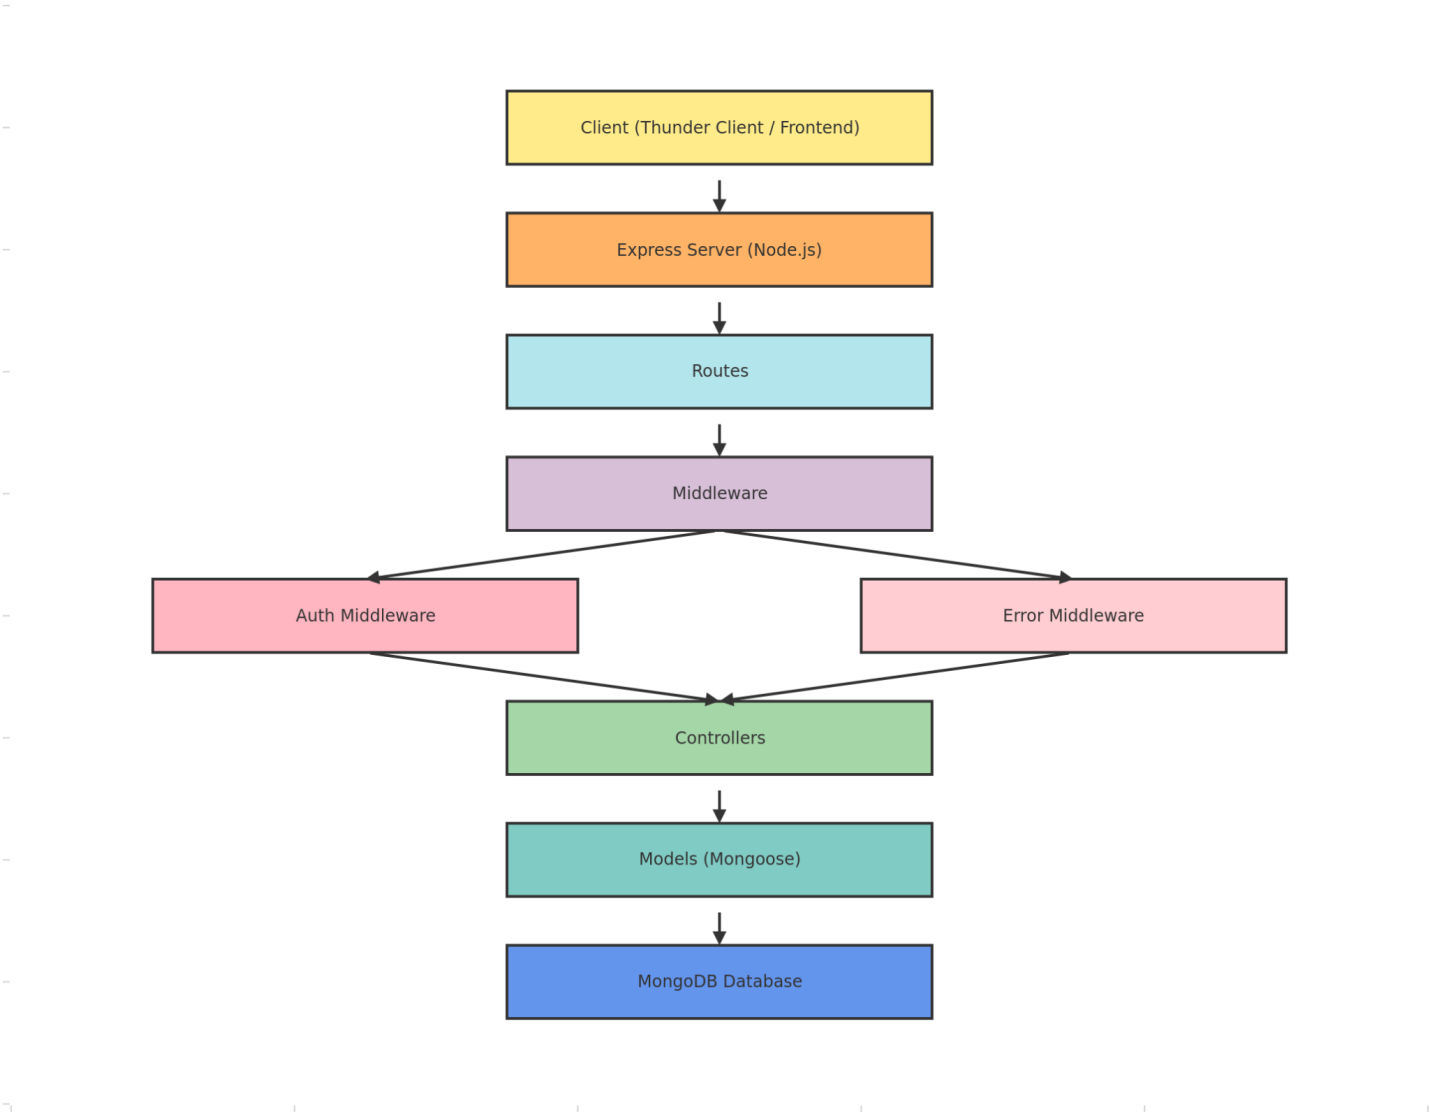 Client (Thunder Client / Frontend)
Express Server (Node.js)
Routes
Middleware
Auth Middleware
Error Middleware
Controllers
Models (Mongoose)
MongoDB Database